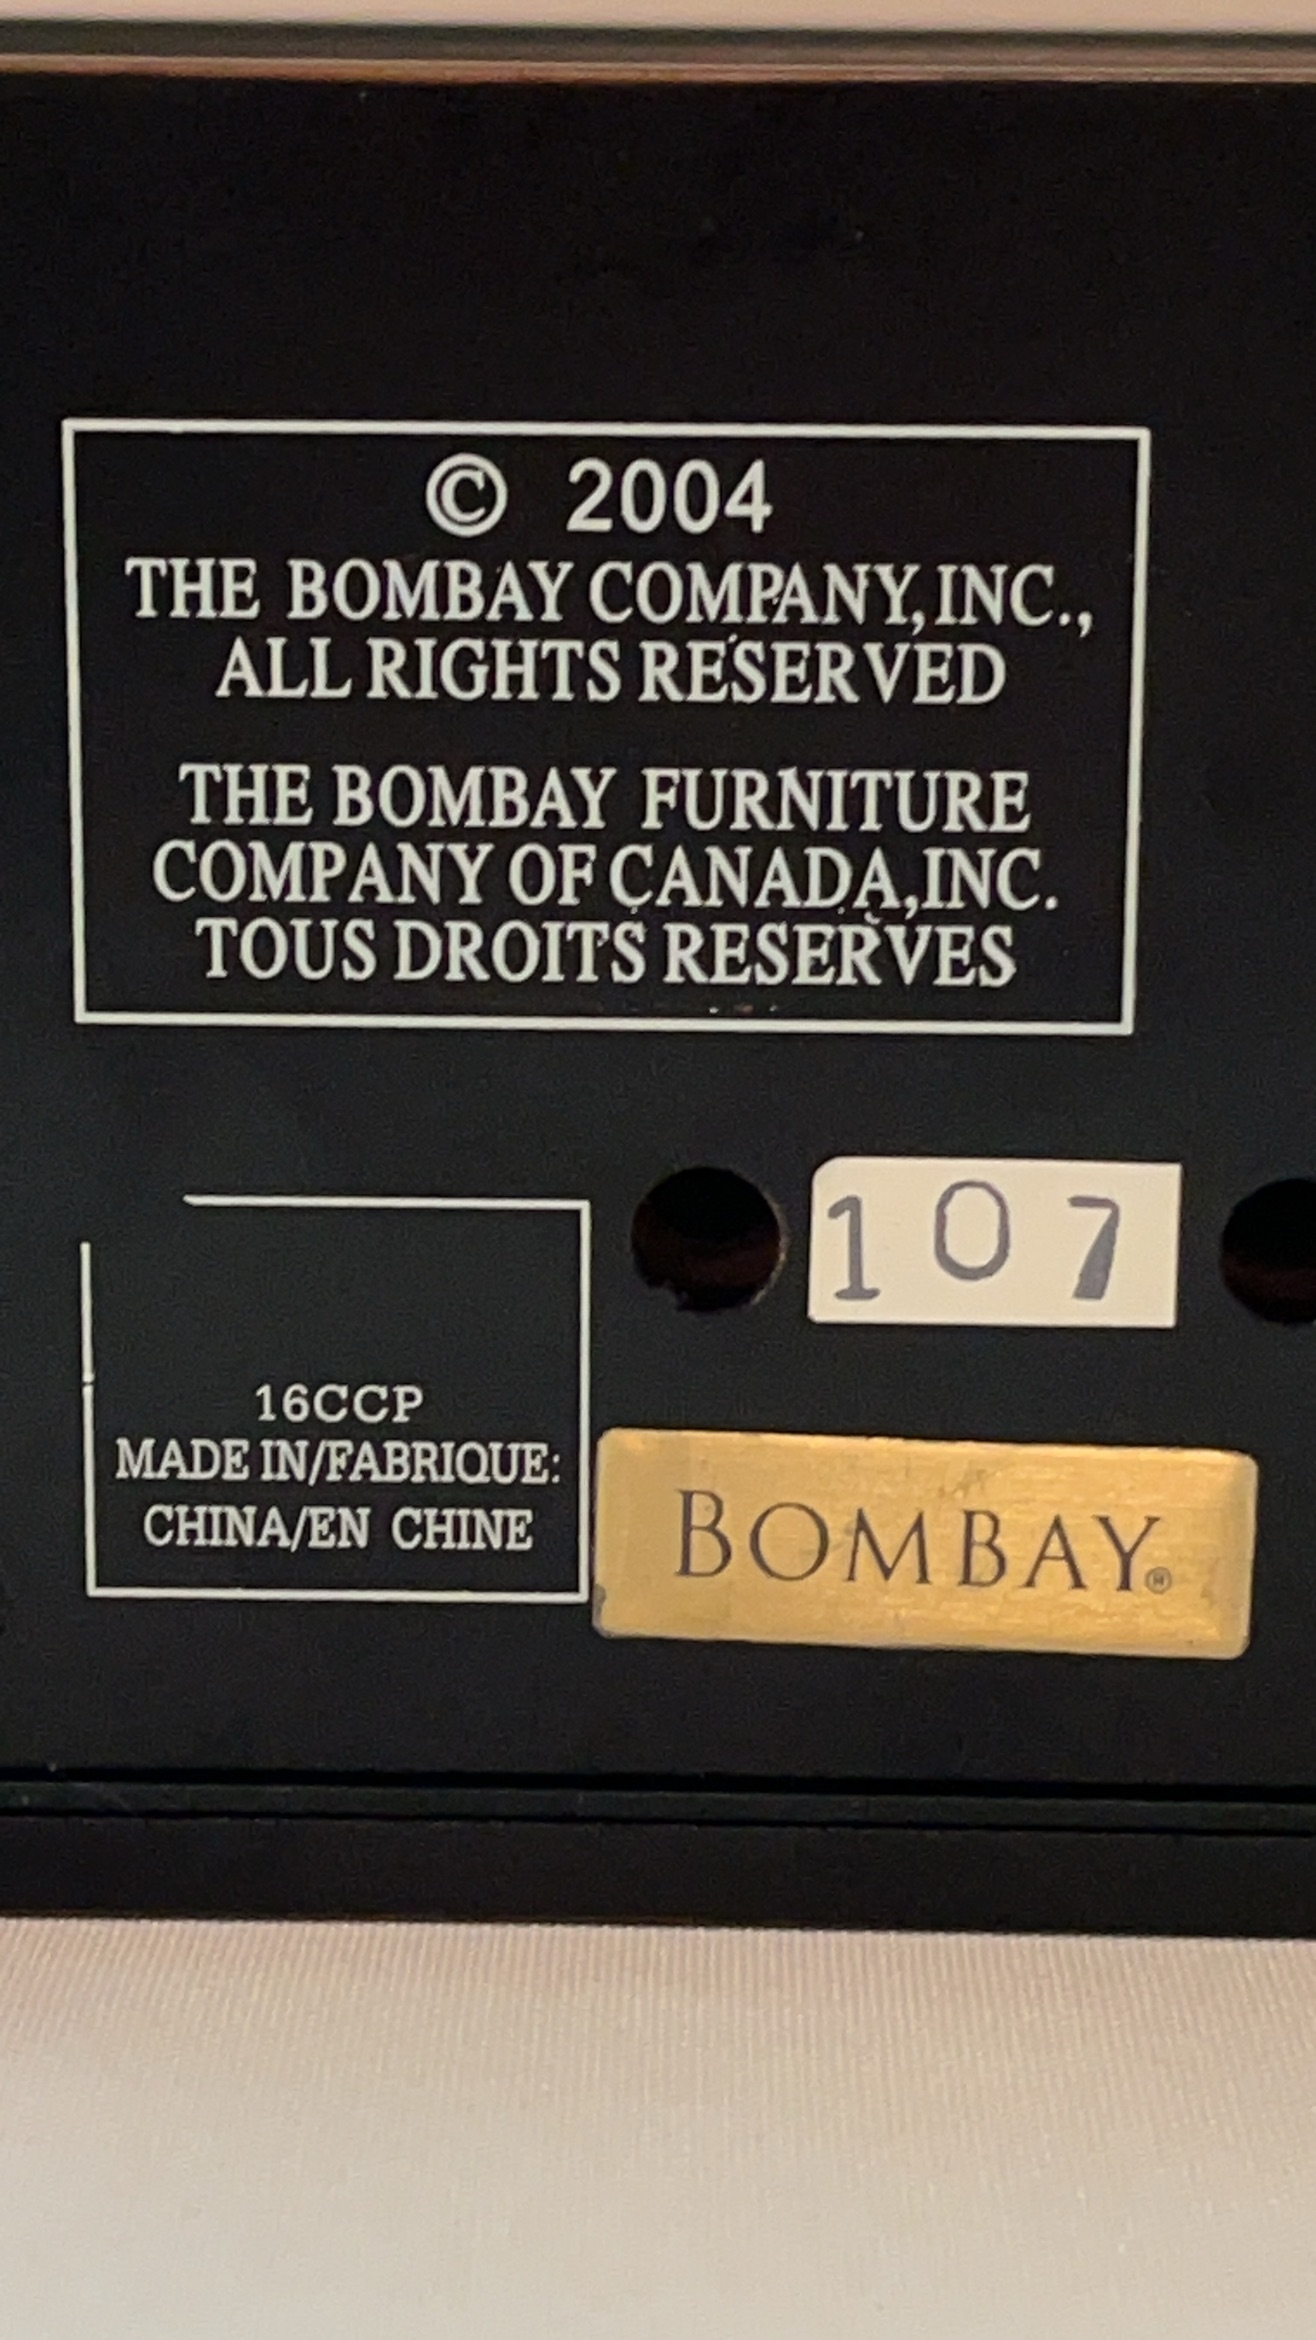 © 2004
THE BOMBAY COMPANY, INC.,
ALL RIGHTS RESERVED
THE BOMBAY FURNITURE
COMPANY OF CANADA, INC.
TOUS DROITS RESERVES
107
16CCP
MADE IN/FABRIQUE:
CHINA/EN CHINE
BOMBAY®